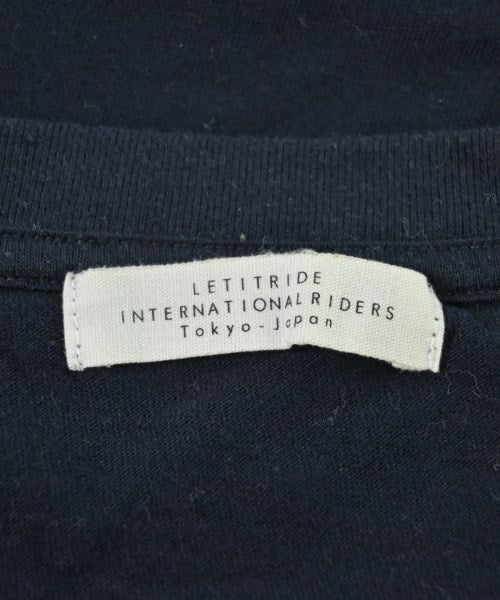 LETITRIDE
INTERNATIONAL RIDERS
Tokyo-Japan